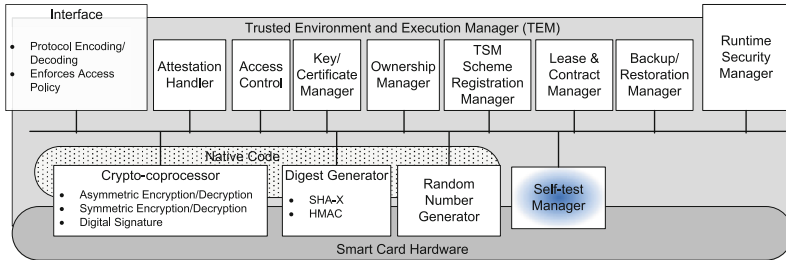 Interface
• Protocol Encoding/
Decoding
• Enforces Access
Policy
Trusted Environment and Execution Manager (TEM)
Attestation
Handler
Access
Control
Key/
Certificate
Manager
Ownership
Manager
TSM
Scheme
Registration
Manager
Lease &
Contract
Manager
Backup/
Restoration
Manager
Runtime
Security
Manager
Native Code
Crypto-coprocessor
• Asymmetric Encryption/Decryption
• Symmetric Encryption/Decryption
• Digital Signature
Digest Generator
• SHA-X
• HMAC
Random
Number
Generator
Self-test
Manager
Smart Card Hardware